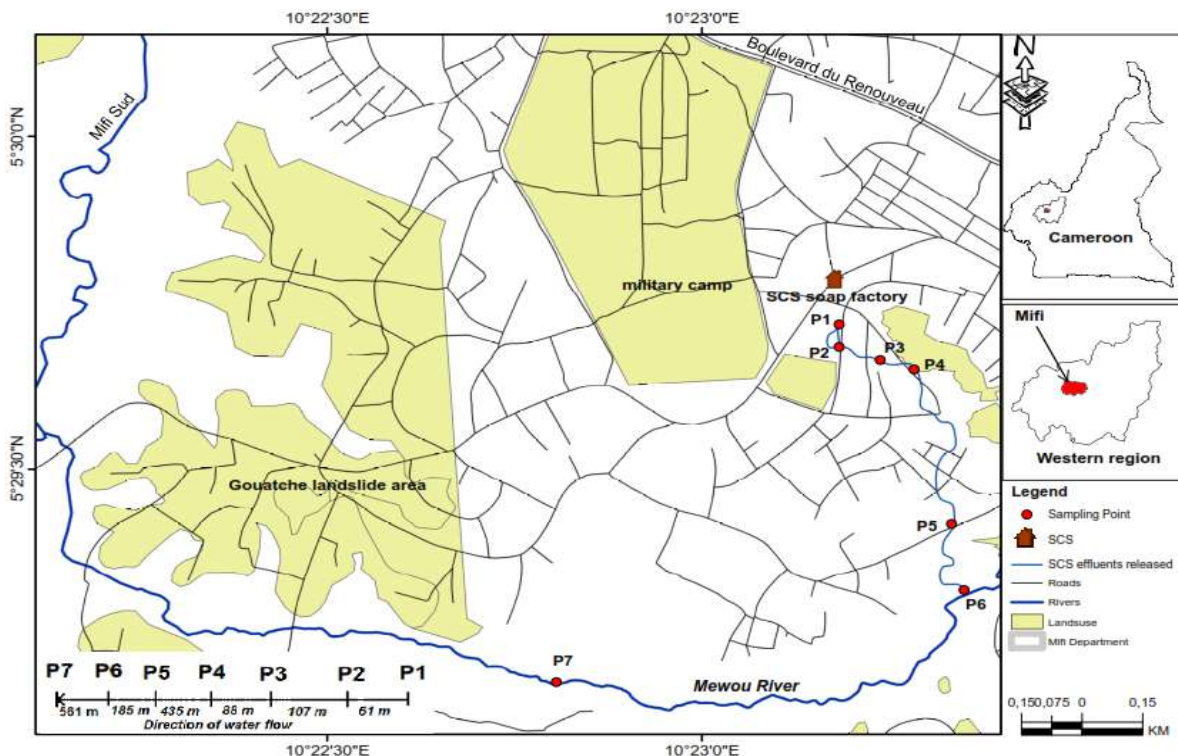 10°22'30"E
10°23'0"E
5°30'0"N
5°29'30"N
Mifi Sud
Boulevard du Renouveau
military camp
SCS soap factory
P1
P2
P3
P4
Gouatche landslide area
P5
P6
P7
Mewou River
P7 P6 P5 P4 P3 P2 P1
561 m 185 m 435 m 88 m 107 m 61 m
Direction of water flow
10°22'30"E
10°23'0"E
N
Cameroon
Mifi
Western region
Legend
Sampling Point
SCS
SCS effluents released
Roads
Rivers
Landsuse
Mifi Department
0,150,075 0 0,15
KM